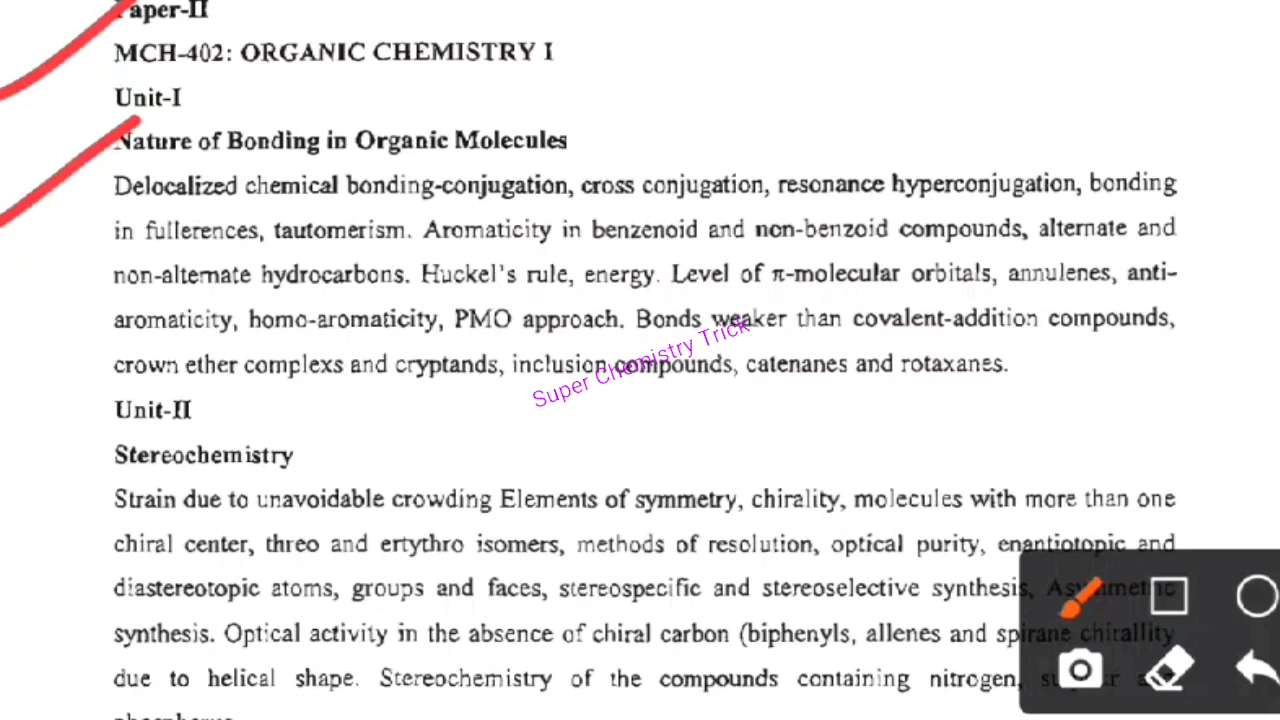 Paper-II
MCH-402: ORGANIC CHEMISTRY I
Unit-I
Nature of Bonding in Organic Molecules
Delocalized chemical bonding-conjugation, cross conjugation, resonance hyperconjugation, bonding
in fullerences, tautomerism. Aromaticity in benzenoid and non-benzoid compounds, alternate and
non-alternate hydrocarbons. Huckel's rule, energy. Level of π-molecular orbitals, annulenes, anti-
aromaticity, homo-aromaticity, PMO approach. Bonds weaker than covalent-addition compounds,
crown ether complexs and cryptands, inclusion compounds, catenanes and rotaxanes.
Super Chemistry Trick
Unit-II
Stereochemistry
Strain due to unavoidable crowding Elements of symmetry, chirality, molecules with more than one
chiral center, threo and ertythro isomers, methods of resolution, optical purity, enantiotopic and
diastereotopic atoms, groups and faces, stereospecific and stereoselective synthesis, Asymmetric
synthesis. Optical activity in the absence of chiral carbon (biphenyls, allenes and spirane chirallity
due to helical shape. Stereochemistry of the compounds containing nitrogen,